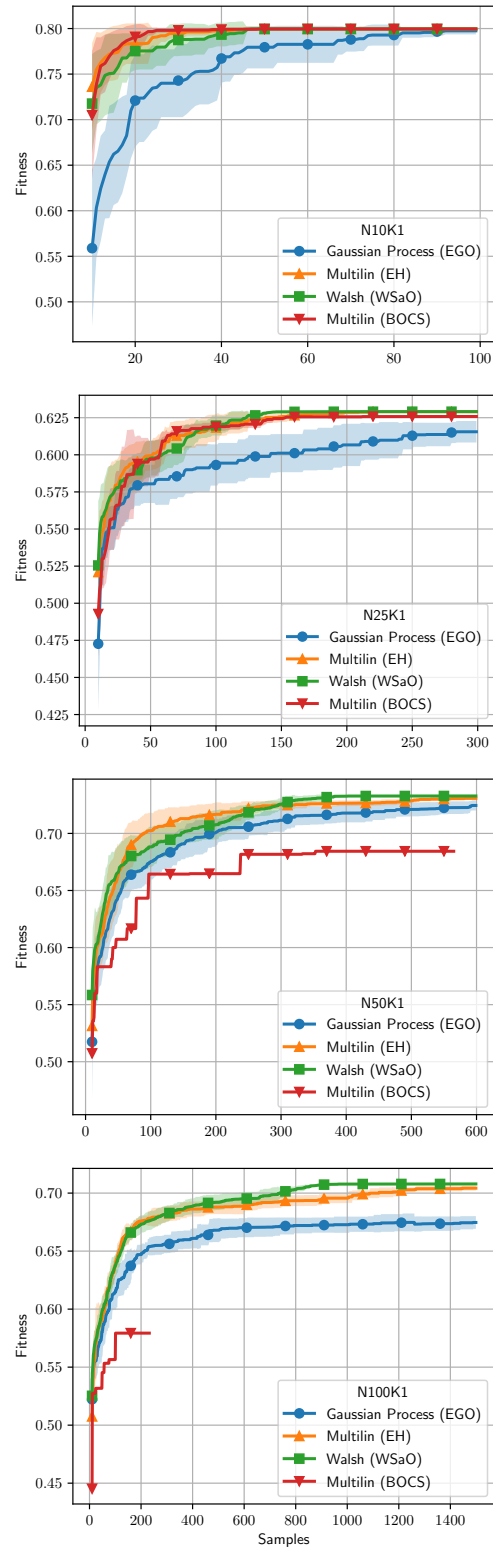 0.80
0.75
0.70
0.65
0.60
0.55
0.50
Fitness
N10K1
Gaussian Process (EGO)
Multilin (EH)
Walsh (WSaO)
Multilin (BOCS)
20 40 60 80 100
0.625
0.600
0.575
0.550
0.525
0.500
0.475
0.450
0.425
Fitness
N25K1
Gaussian Process (EGO)
Multilin (EH)
Walsh (WSaO)
Multilin (BOCS)
0 50 100 150 200 250 300
0.70
0.65
0.60
0.55
0.50
Fitness
N50K1
Gaussian Process (EGO)
Multilin (EH)
Walsh (WSaO)
Multilin (BOCS)
0 100 200 300 400 500 600
0.70
0.65
0.60
0.55
0.50
0.45
Fitness
N100K1
Gaussian Process (EGO)
Multilin (EH)
Walsh (WSaO)
Multilin (BOCS)
0 200 400 600 800 1000 1200 1400
Samples